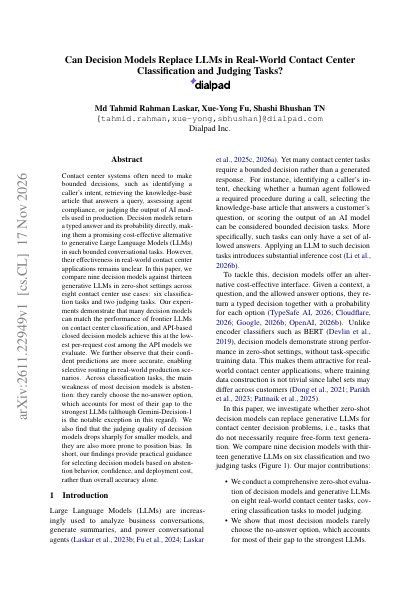 Can Decision Models Replace LLMs in Real-World Contact Center
Classification and Judging Tasks?
dialpad
Md Tahmid Rahman Laskar, Xue-Yong Fu, Shashi Bhushan TN
{tahmid.rahman,xue-yong,sbhushan}@dialpad.com
Dialpad Inc.
arXiv:2611.22949v1 [cs.CL] 17 Nov 2026
Abstract
Contact center systems often need to make
bounded decisions, such as identifying a
caller's intent, retrieving the knowledge-base
article that answers a query, assessing agent
compliance, or judging the output of AI mod-
els used in production. Decision models return
a typed answer and its probability directly, mak-
ing them a promising cost-effective alternative
to generative Large Language Models (LLMs)
in such bounded conversational tasks. However,
their effectiveness in real-world contact center
applications remains unclear. In this paper, we
compare nine decision models against thirteen
generative LLMs in zero-shot settings across
eight contact center use cases: six classifica-
tion tasks and two judging tasks. Our exper-
iments demonstrate that many decision models
can match the performance of frontier LLMs
on contact center classification, and API-based
closed decision models achieve this at the low-
est per-request cost among the API models we
evaluate. We further observe that their confi-
dent predictions are more accurate, enabling
selective routing in real-world production sce-
narios. Across classification tasks, the main
weakness of most decision models is absten-
tion: they rarely choose the no-answer option,
which accounts for most of their gap to the
strongest LLMs (although Gemini-Decision-1
is the notable exception in this regard). We
also find that the judging quality of decision
models drops sharply for smaller models, and
they are also more prone to position bias. In
short, our findings provide practical guidance
for selecting decision models based on absten-
tion behavior, confidence, and deployment cost,
rather than overall accuracy alone.
1 Introduction
Large Language Models (LLMs) are increas-
ingly used to analyze business conversations,
generate summaries, and power conversational
agents (Laskar et al., 2023b; Fu et al., 2024; Laskar
et al., 2025c, 2026a). Yet many contact center tasks
require a bounded decision rather than a generated
response. For instance, identifying a caller's in-
tent, checking whether a human agent followed
a required procedure during a call, selecting the
knowledge-base article that answers a customer's
question, or scoring the output of an AI model
can be considered bounded decision tasks. More
specifically, such tasks can only have a set of al-
lowed answers. Applying an LLM to such decision
tasks introduces substantial inference cost (Li et al.,
2026b).
To tackle this, decision models offer an alter-
native cost-effective interface. Given a context, a
question, and the allowed answer options, they re-
turn a typed decision together with a probability
for each option (TypeSafe AI, 2026; Cloudflare,
2026; Google, 2026b; OpenAI, 2026b). Unlike
encoder classifiers such as BERT (Devlin et al.,
2019), decision models demonstrate strong perfor-
mance in zero-shot settings, without task-specific
training data. This makes them attractive for real-
world contact center applications, where training
data construction is not trivial since label sets may
differ across customers (Dong et al., 2021; Parikh
et al., 2023; Pattnaik et al., 2025).
In this paper, we investigate whether zero-shot
decision models can replace generative LLMs for
contact center decision problems, i.e., tasks that
do not necessarily require free-form text genera-
tion. We compare nine decision models with thir-
teen generative LLMs on six classification and two
judging tasks (Figure 1). Our major contributions:
• We conduct a comprehensive zero-shot evalua-
tion of decision models and generative LLMs
on eight real-world contact center tasks, cov-
ering classification tasks to model judging.
• We show that most decision models rarely
choose the no-answer option, which accounts
for most of their gap to the strongest LLMs.